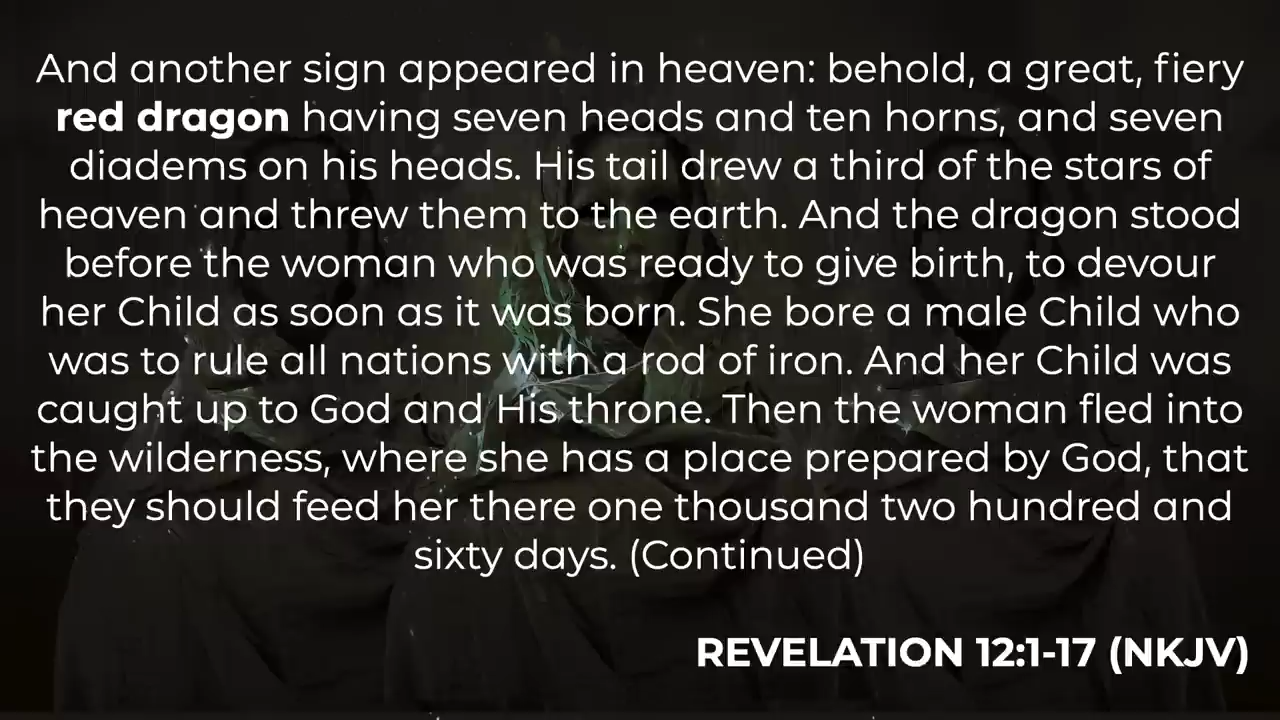 And another sign appeared in heaven: behold, a great, fiery
red dragon having seven heads and ten horns, and seven
diadems on his heads. His tail drew a third of the stars of
heaven and threw them to the earth. And the dragon stood
before the woman who was ready to give birth, to devour
her Child as soon as it was born. She bore a male Child who
was to rule all nations with a rod of iron. And her Child was
caught up to God and His throne. Then the woman fled into
the wilderness, where she has a place prepared by God, that
they should feed her there one thousand two hundred and
sixty days. (Continued)
REVELATION 12:1-17 (NKJV)